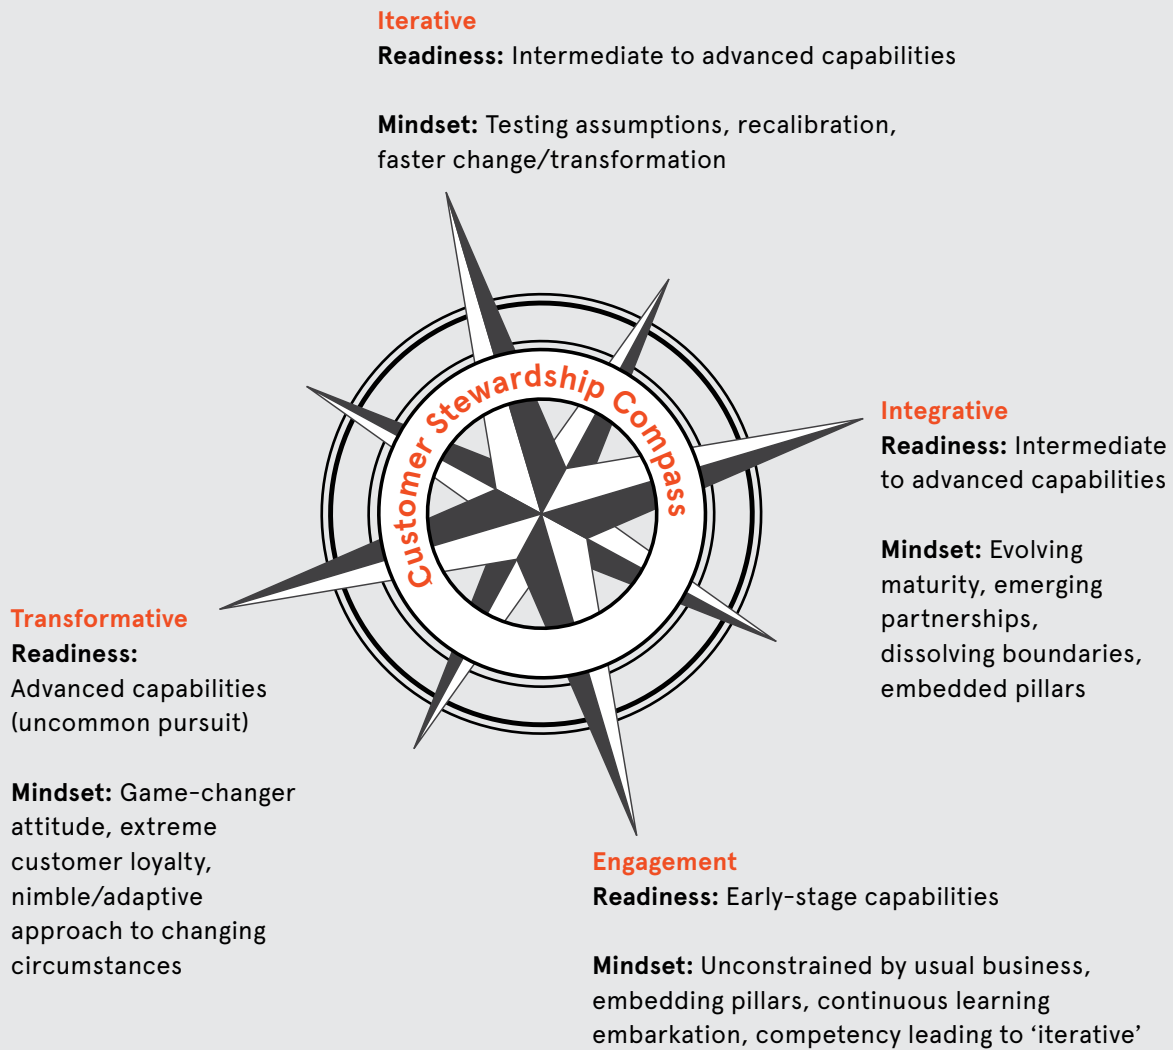 Iterative
Readiness: Intermediate to advanced capabilities
Mindset: Testing assumptions, recalibration,
faster change/transformation
Customer Stewardship Compass
Integrative
Readiness: Intermediate
to advanced capabilities
Mindset: Evolving
maturity, emerging
partnerships,
dissolving boundaries,
embedded pillars
Transformative
Readiness:
Advanced capabilities
(uncommon pursuit)
Mindset: Game-changer
attitude, extreme
customer loyalty,
nimble/adaptive
approach to changing
circumstances
Engagement
Readiness: Early-stage capabilities
Mindset: Unconstrained by usual business,
embedding pillars, continuous learning
embarkation, competency leading to ‘iterative’